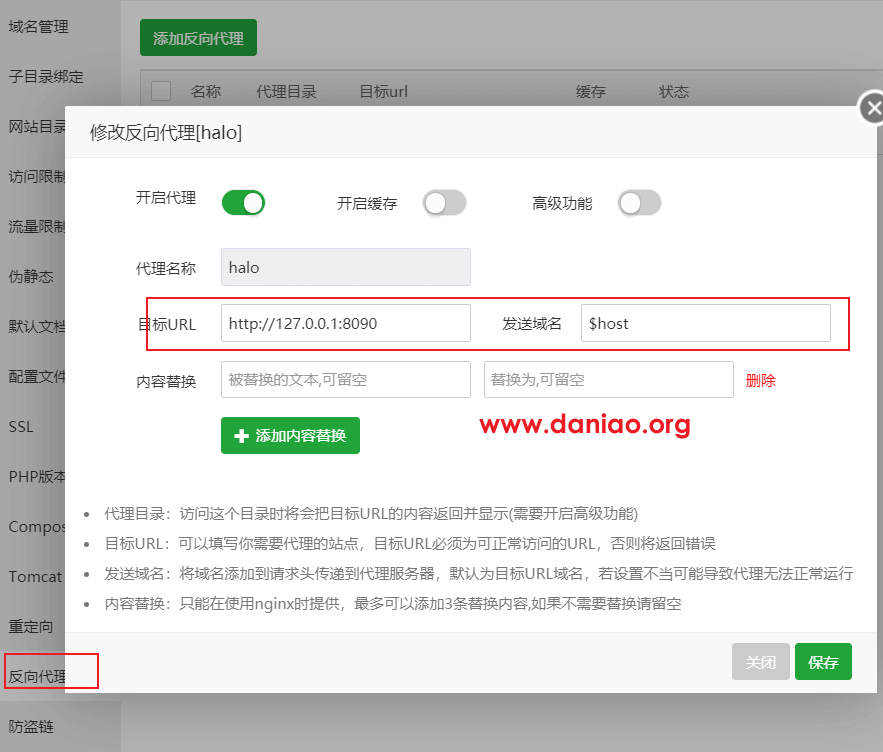 域名管理
添加反向代理
子目录绑定
名称 代理目录 目标url 缓存 状态
网站目录
修改反向代理[halo]
访问限制
开启代理 开启缓存 高级功能
流量限制
伪静态
代理名称 halo
默认文档
目标URL http://127.0.0.1:8090 发送域名 $host
配置文件
内容替换 被替换的文本,可留空 替换为,可留空 删除
SSL
添加内容替换
www.daniao.org
PHP版本
代理目录：访问这个目录时将会把目标URL的内容返回并显示(需要开启高级功能)
Compos
目标URL：可以填写你需要代理的站点，目标URL必须为可正常访问的URL，否则将返回错误
Tomcat
发送域名：将域名添加到请求头传递到代理服务器，默认为目标URL域名，若设置不当可能导致代理无法正常运行
内容替换：只能在使用nginx时提供，最多可以添加3条替换内容,如果不需要替换请留空
重定向
反向代理
关闭 保存
防盗链